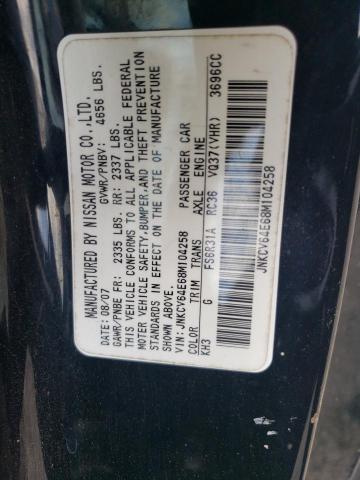 MANUFACTURED BY NISSAN MOTOR CO.,LTD.
08/07 GVWR/PNBV: 4656 LBS.
GAWR/PNBE FR: 2335 LBS. RR: 2337 LBS.
THIS VEHICLE CONFORMS TO ALL APPLICABLE FEDERAL
MOTOR VEHICLE SAFETY,BUMPER,AND THEFT PREVENTION
STANDARDS IN EFFECT ON THE DATE OF MANUFACTURE
SHOWN ABOVE.
VIN:JNKCV64E68M104258 PASSENGER CAR
COLOR TRIM TRANS AXLE ENGINE
KH3 G FS6R31A RC36 VQ37(VHR) 3696CC
JNKCV64E68M104258